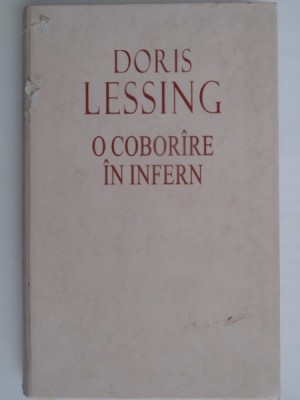 DORIS
LESSING
O COBORÎRE
ÎN INFERN